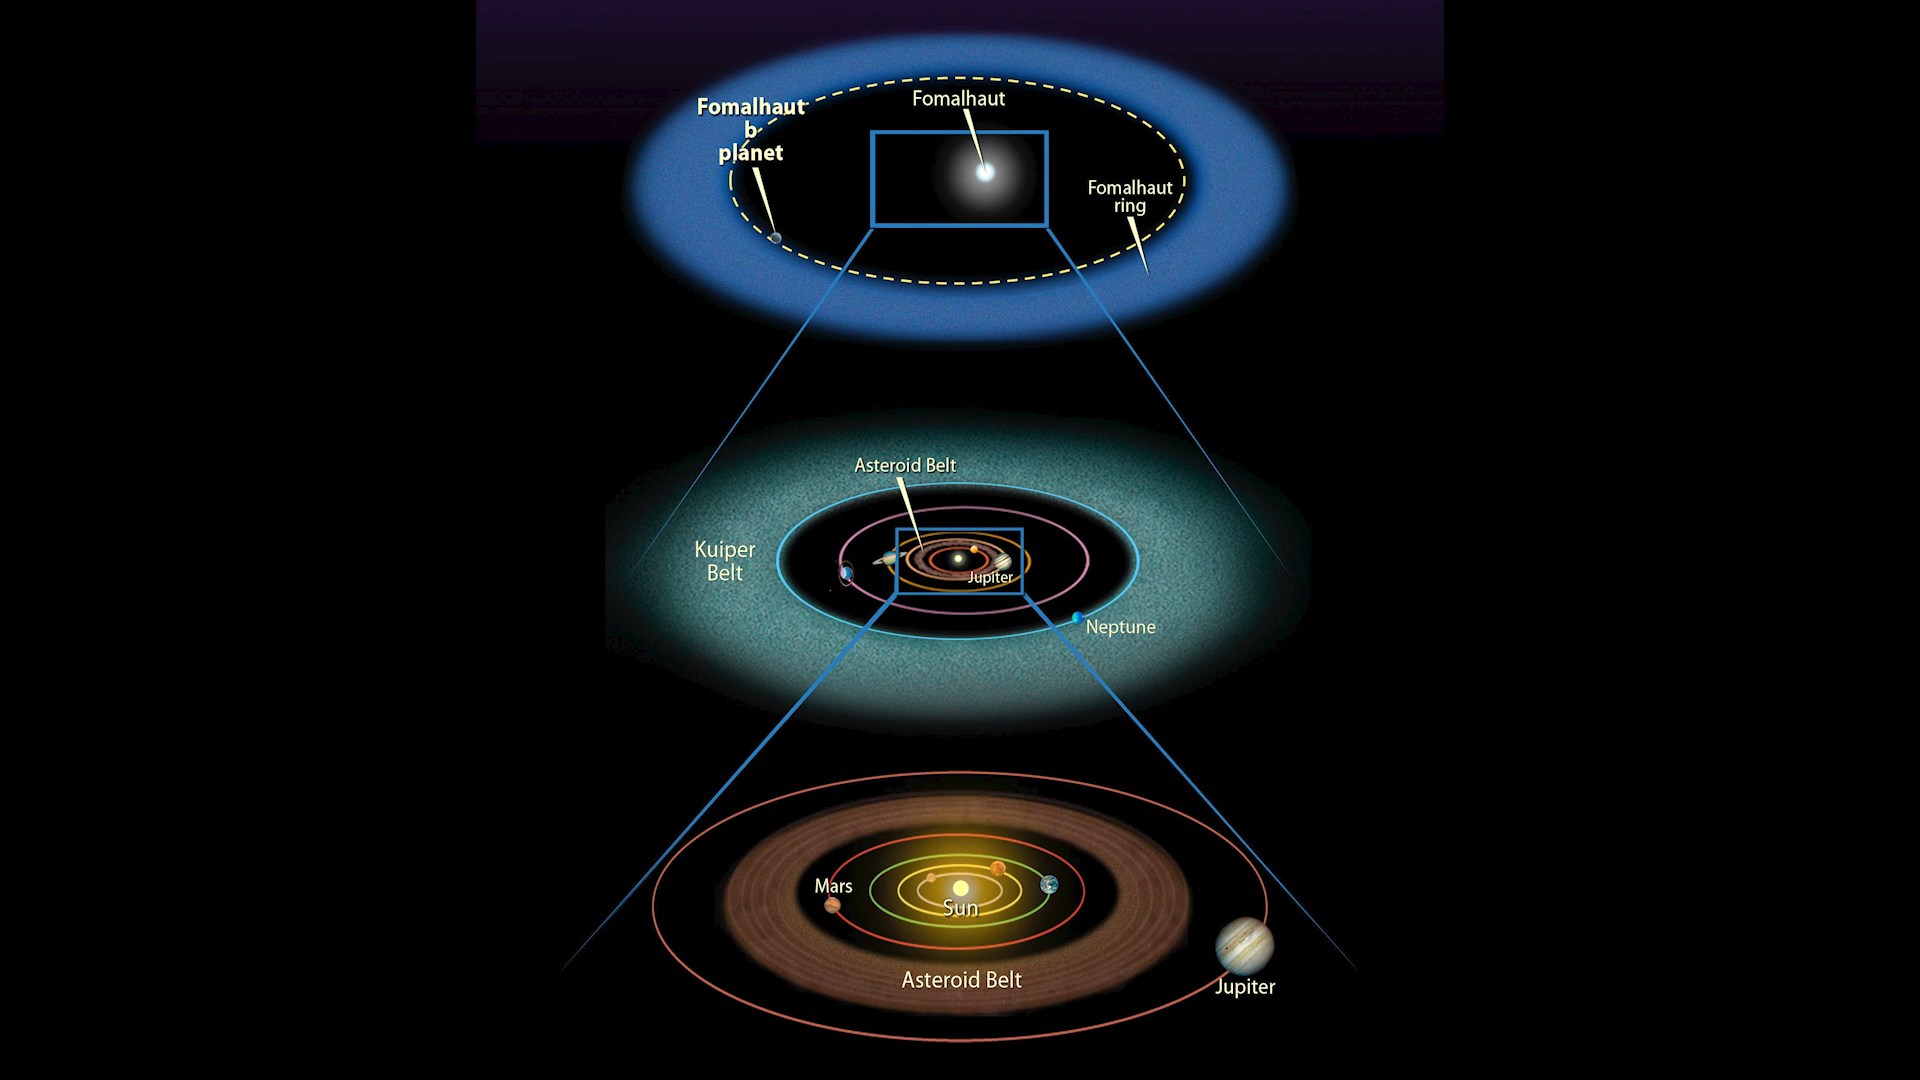 Fomalhaut
b
planet
Fomalhaut
Fomalhaut
ring
Asteroid Belt
Kuiper
Belt
Jupiter
Neptune
Mars
Sun
Asteroid Belt
Jupiter